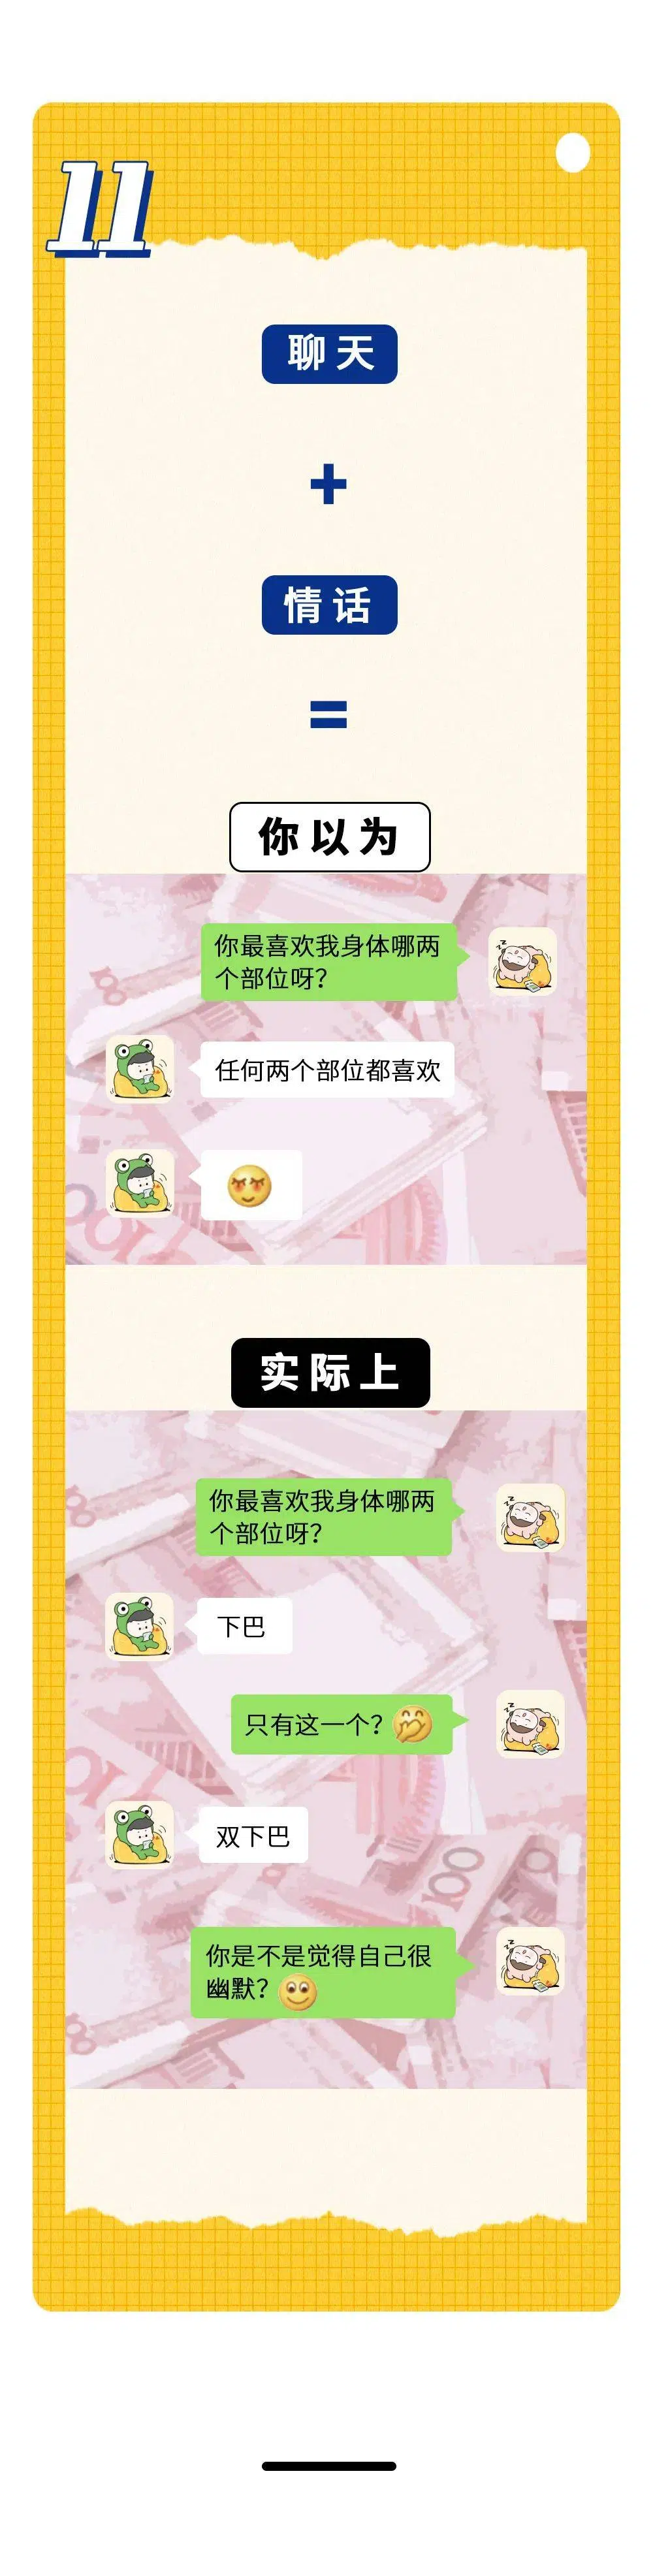 11
聊天
+
情话
=
你以为
你最喜欢我身体哪两
个部位呀？
任何两个部位都喜欢
实际上
你最喜欢我身体哪两
个部位呀？
下巴
只有这一个？
双下巴
100
你是不是觉得自己很
幽默？